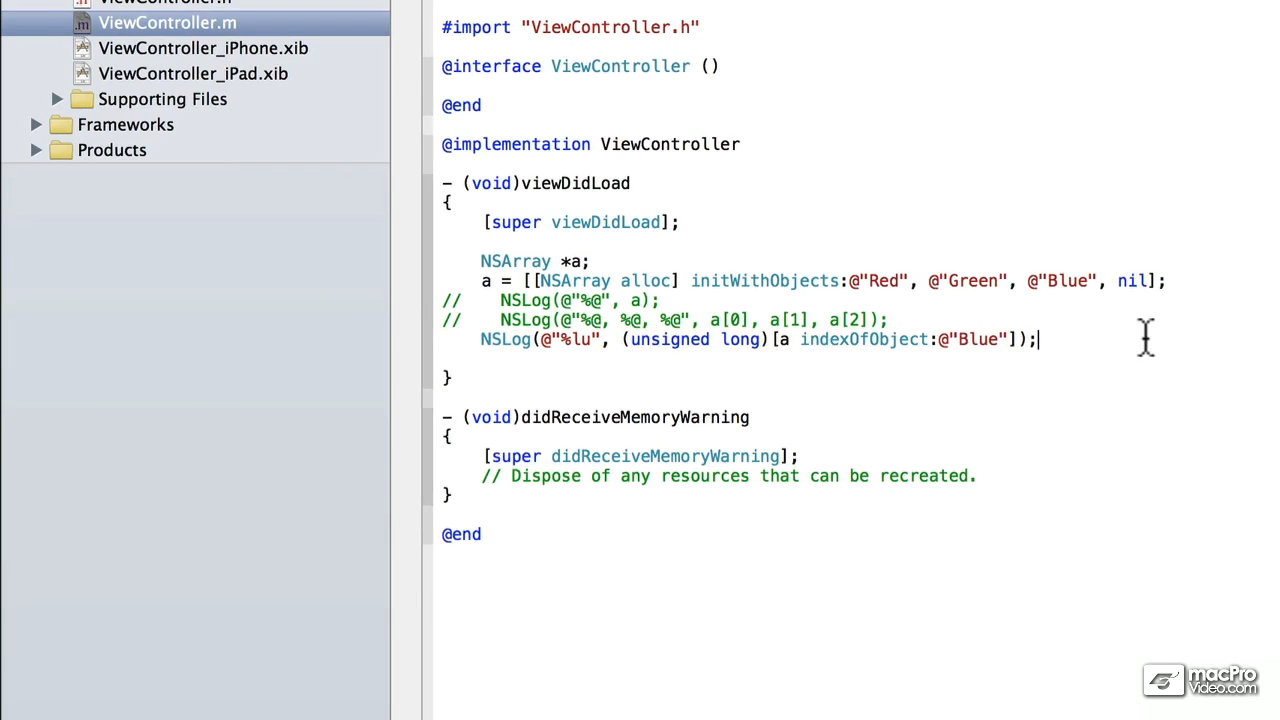 ViewController.h
ViewController.m
ViewController_iPhone.xib
ViewController_iPad.xib
Supporting Files
Frameworks
Products
#import "ViewController.h"
@interface ViewController ()
@end
@implementation ViewController
- (void)viewDidLoad
{
[super viewDidLoad];
NSArray *a;
a = [[NSArray alloc] initWithObjects:@"Red", @"Green", @"Blue", nil];
// NSLog(@"%@", a);
// NSLog(@"%@, %@, %@", a[0], a[1], a[2]);
NSLog(@"%lu", (unsigned long)[a indexOfObject:@"Blue"]);
}
- (void)didReceiveMemoryWarning
{
[super didReceiveMemoryWarning];
// Dispose of any resources that can be recreated.
}
@end
macPro
Video.com